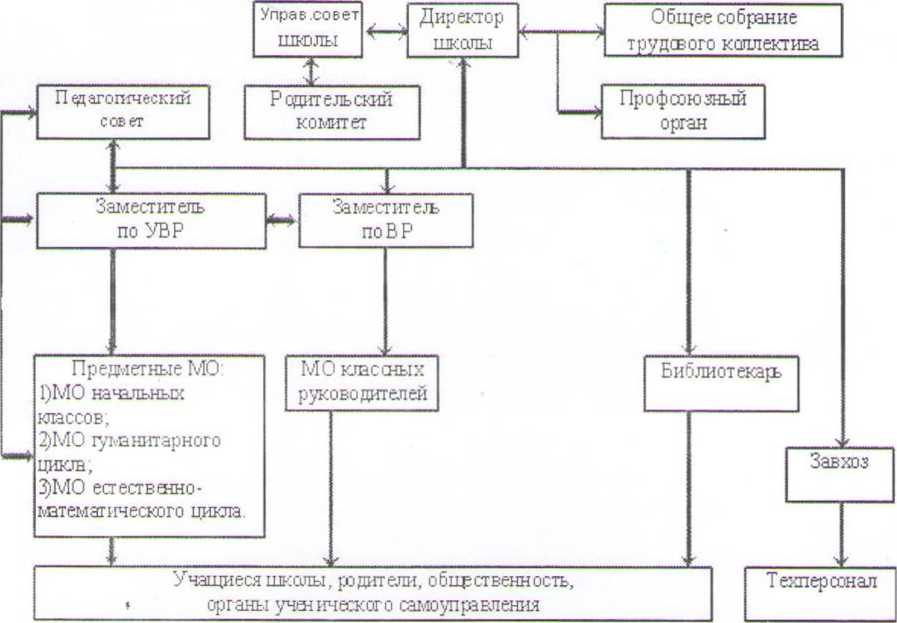 Управ.совет
школы
Директор
школы
Общее собрание
трудового коллектива
Педагогический
совет
Родительский
комитет
Профсоюзный
орган
Заместитель
по УВР
Заместитель
по ВР
Предметные МО:
1)МО начальных
классов;
2)МО гуманитарного
цикла;
3)МО естественно-
математического цикла.
МО классных
руководителей
Библиотекарь
Завхоз
Учащиеся школы, родители, общественность,
органы ученического самоуправления
Техперсонал